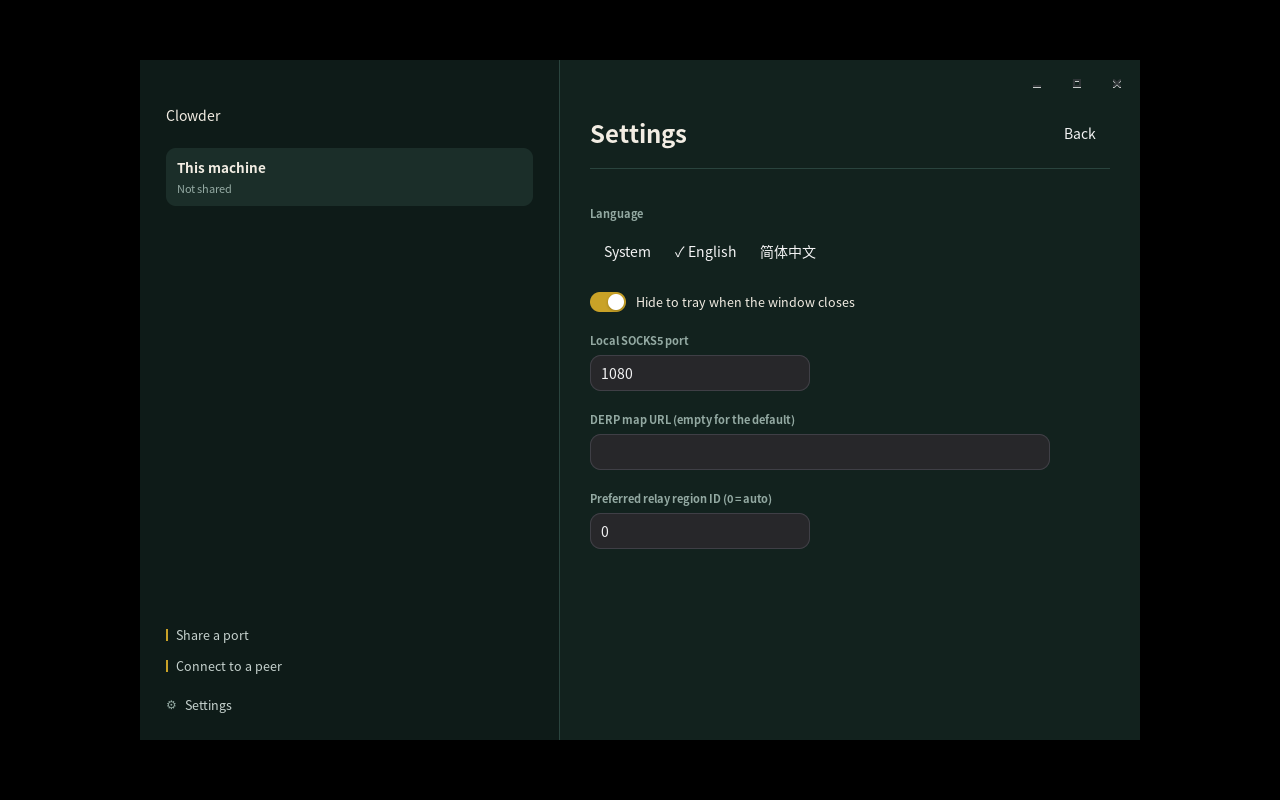 Clowder
This machine
Not shared
Share a port
Connect to a peer
⚙ Settings
Settings
Back
Language
System ✓ English 简体中文
Hide to tray when the window closes
Local SOCKS5 port
1080
DERP map URL (empty for the default)
Preferred relay region ID (0 = auto)
0